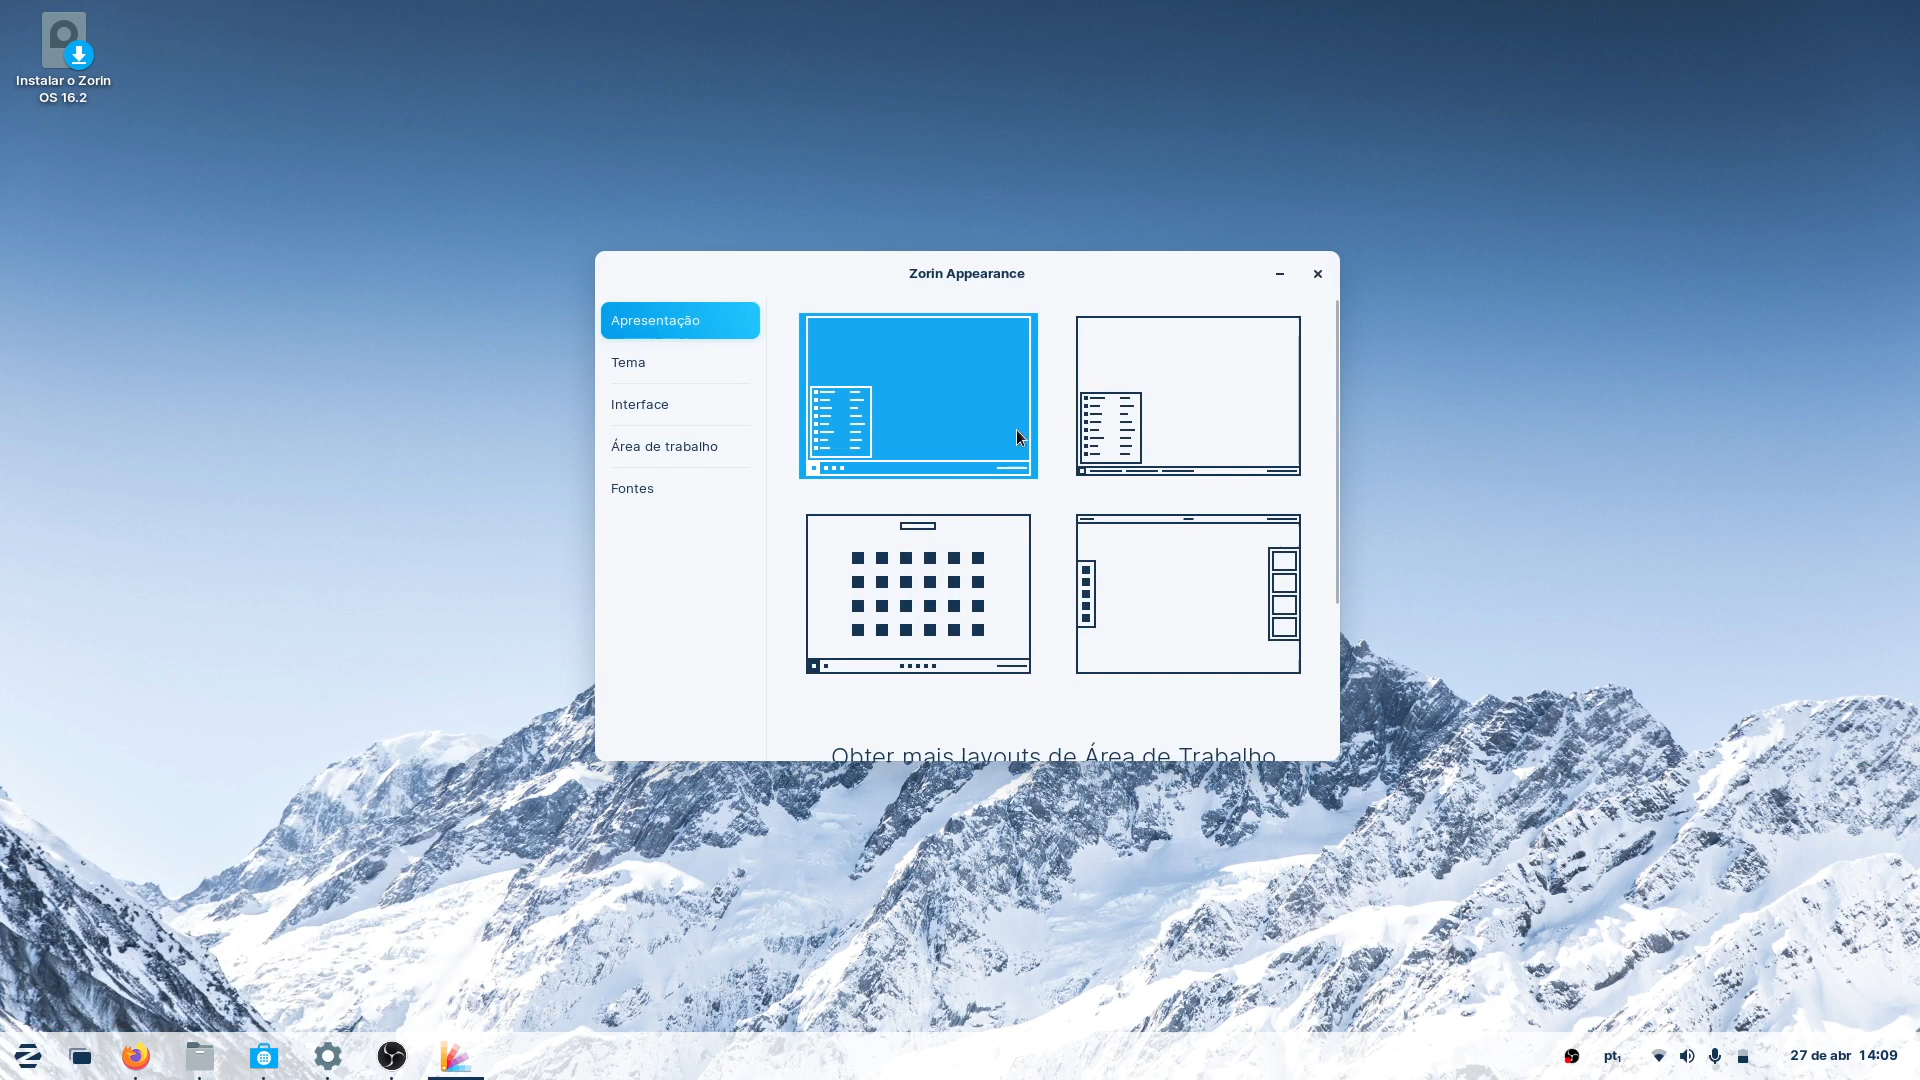 Instalar o Zorin
OS 16.2
Zorin Appearance
Apresentação
Tema
Interface
Área de trabalho
Fontes
Obter mais layouts de Área de Trabalho
pt₁
27 de abr 14:09